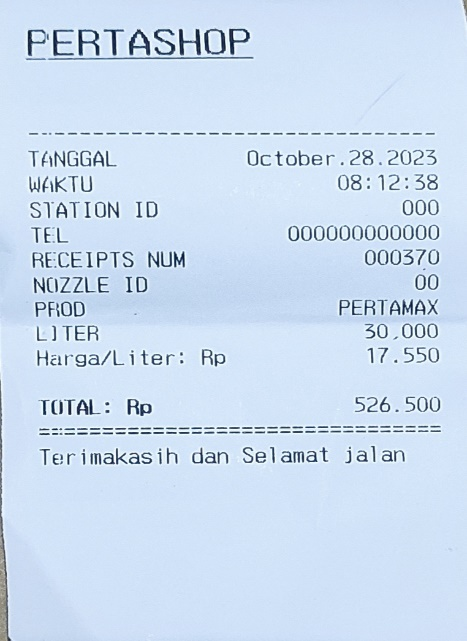 PERTASHOP
--------------------------------
TANGGAL October.28.2023
WAKTU 08:12:38
STATION ID 000
TEL 000000000000
RECEIPTS NUM 000370
NOZZLE ID 00
PROD PERTAMAX
LITER 30,000
Harga/Liter: Rp 17.550
TOTAL: Rp 526.500
================================
Terimakasih dan Selamat jalan